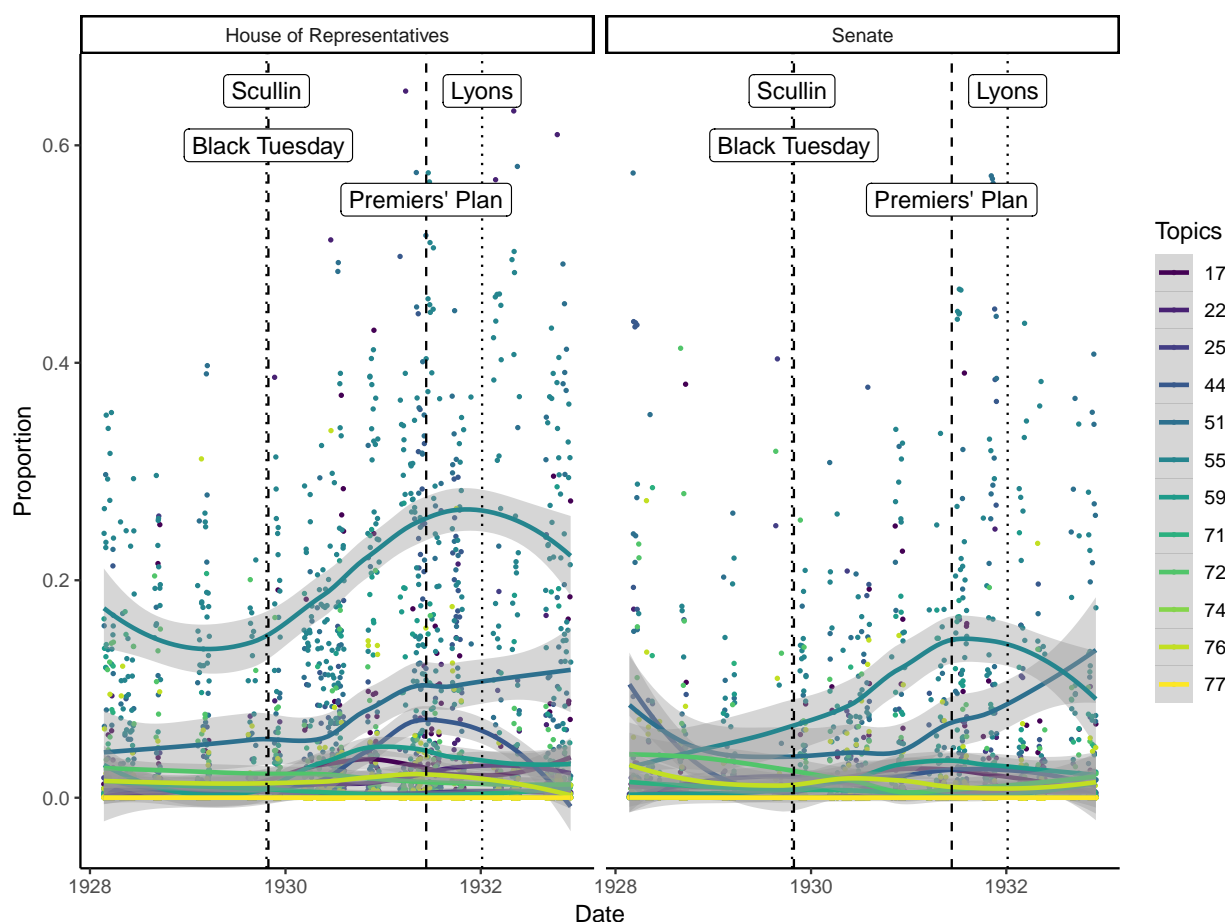 House of Representatives Senate
Scullin Lyons Scullin Lyons
Black Tuesday Black Tuesday
Premiers' Plan Premiers' Plan
0.6
0.4
0.2
0.0
Proportion
1928 1930 1932 1928 1930 1932
Date
Topics
17
22
25
44
51
55
59
71
72
74
76
77